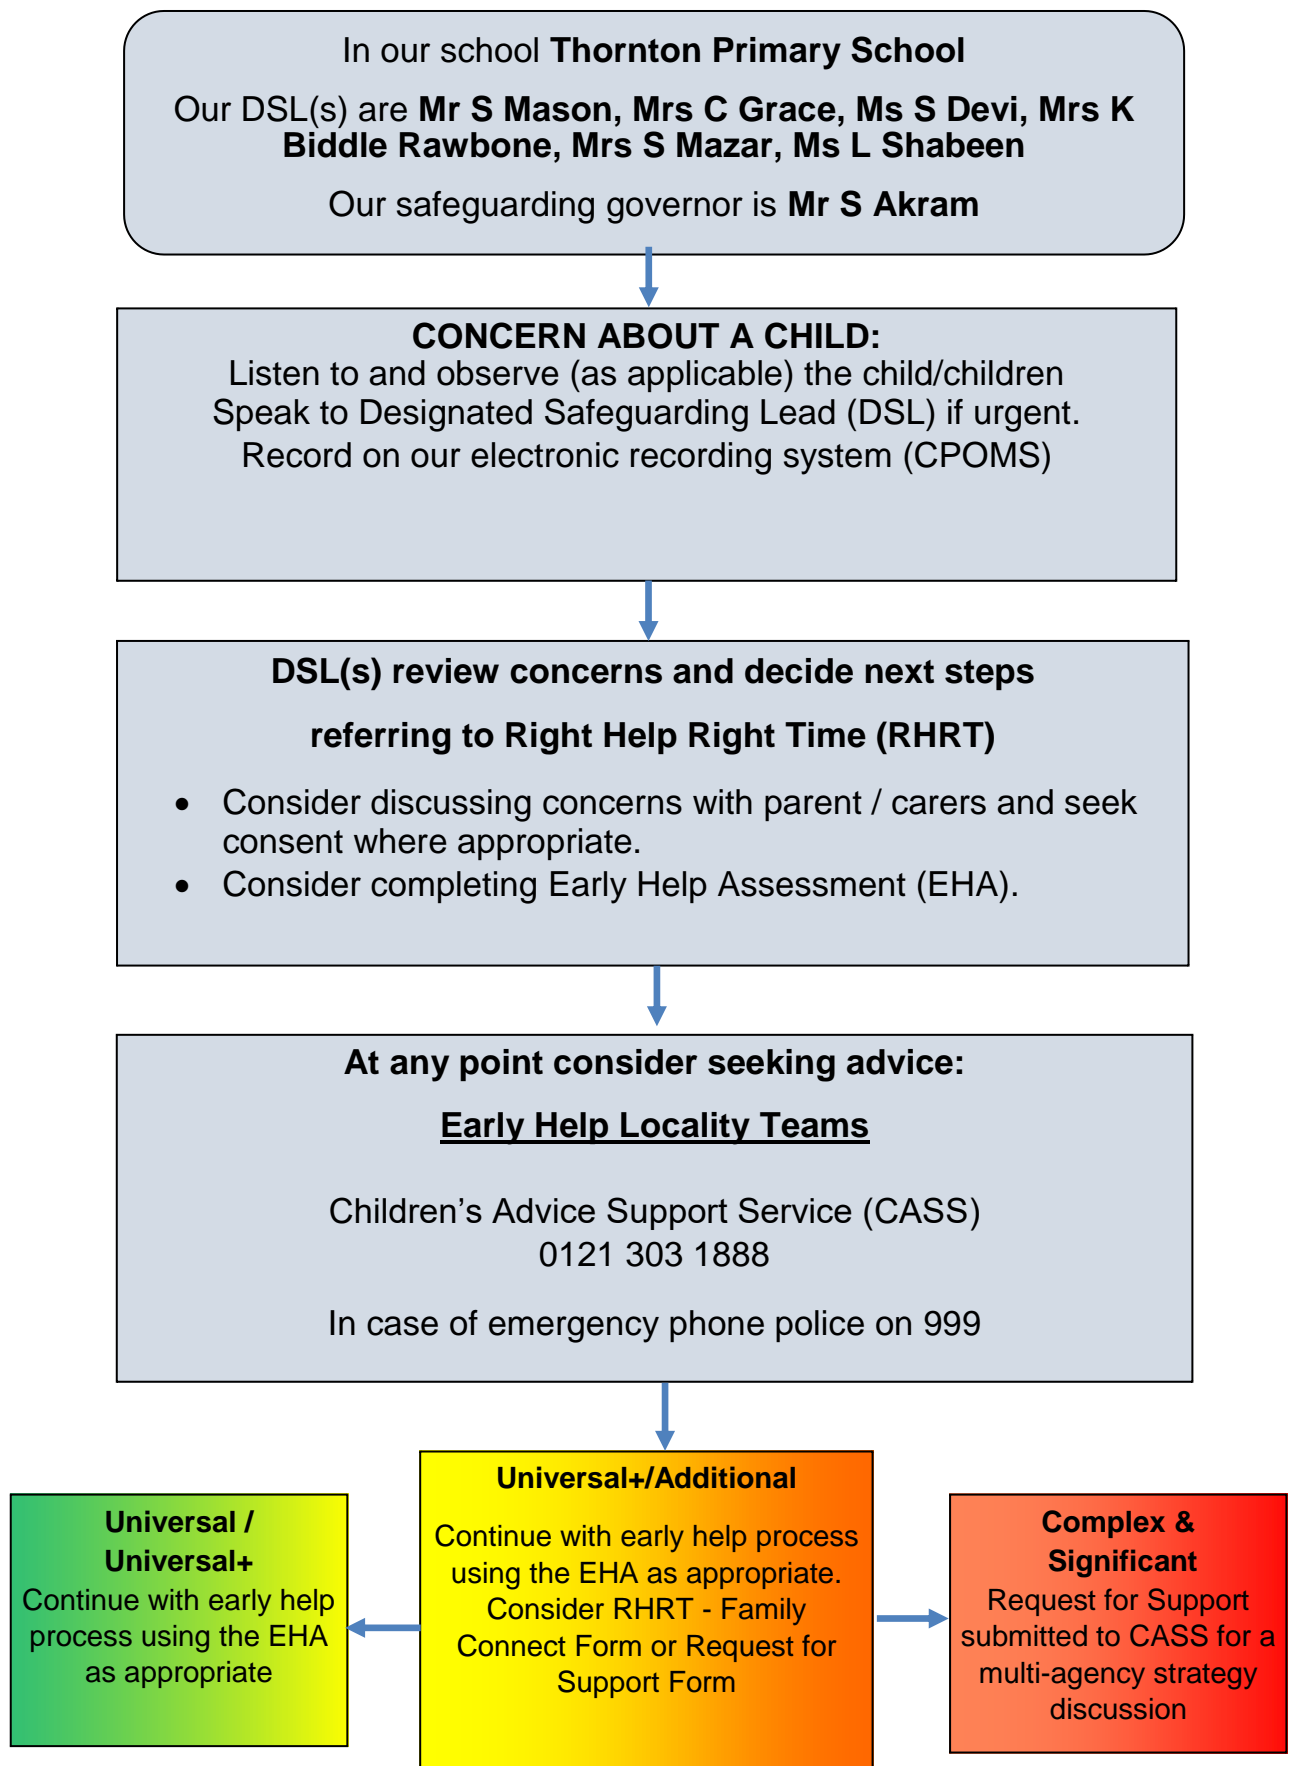 In our school Thornton Primary School
Our DSL(s) are Mr S Mason, Mrs C Grace, Ms S Devi, Mrs K
Biddle Rawbone, Mrs S Mazar, Ms L Shabeen
Our safeguarding governor is Mr S Akram
CONCERN ABOUT A CHILD:
Listen to and observe (as applicable) the child/children
Speak to Designated Safeguarding Lead (DSL) if urgent.
Record on our electronic recording system (CPOMS)
DSL(s) review concerns and decide next steps
referring to Right Help Right Time (RHRT)
• Consider discussing concerns with parent / carers and seek
consent where appropriate.
• Consider completing Early Help Assessment (EHA).
At any point consider seeking advice:
Early Help Locality Teams
Children’s Advice Support Service (CASS)
0121 303 1888
In case of emergency phone police on 999
Universal /
Universal+
Continue with early help
process using the EHA
as appropriate
Universal+/Additional
Continue with early help process
using the EHA as appropriate.
Consider RHRT - Family
Connect Form or Request for
Support Form
Complex &
Significant
Request for Support
submitted to CASS for a
multi-agency strategy
discussion